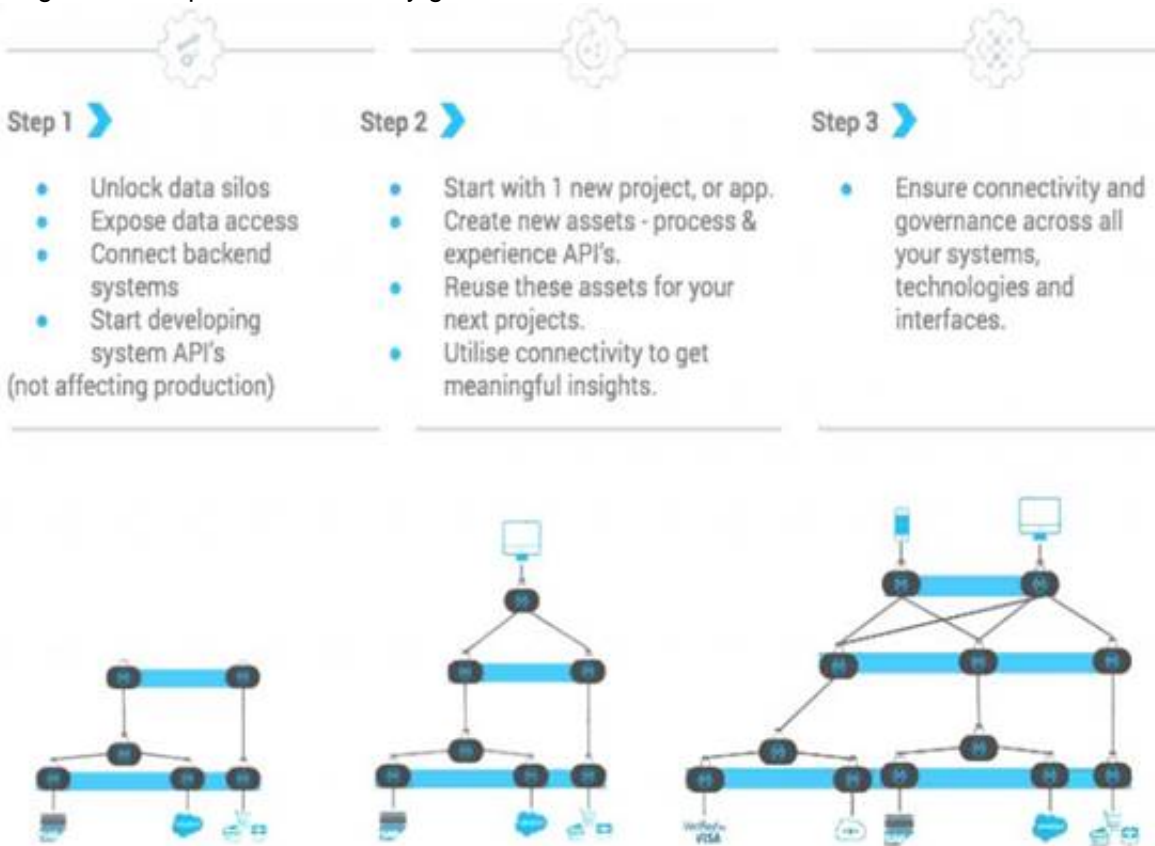 Step 1
Unlock data silos
Expose data access
Connect backend
systems
Start developing
system API's
(not affecting production)
Step 2
Start with 1 new project, or app.
Create new assets - process &
experience API's.
Reuse these assets for your
next projects.
Utilise connectivity to get
meaningful insights.
Step 3
Ensure connectivity and
governance across all
your systems,
technologies and
interfaces.
VISA